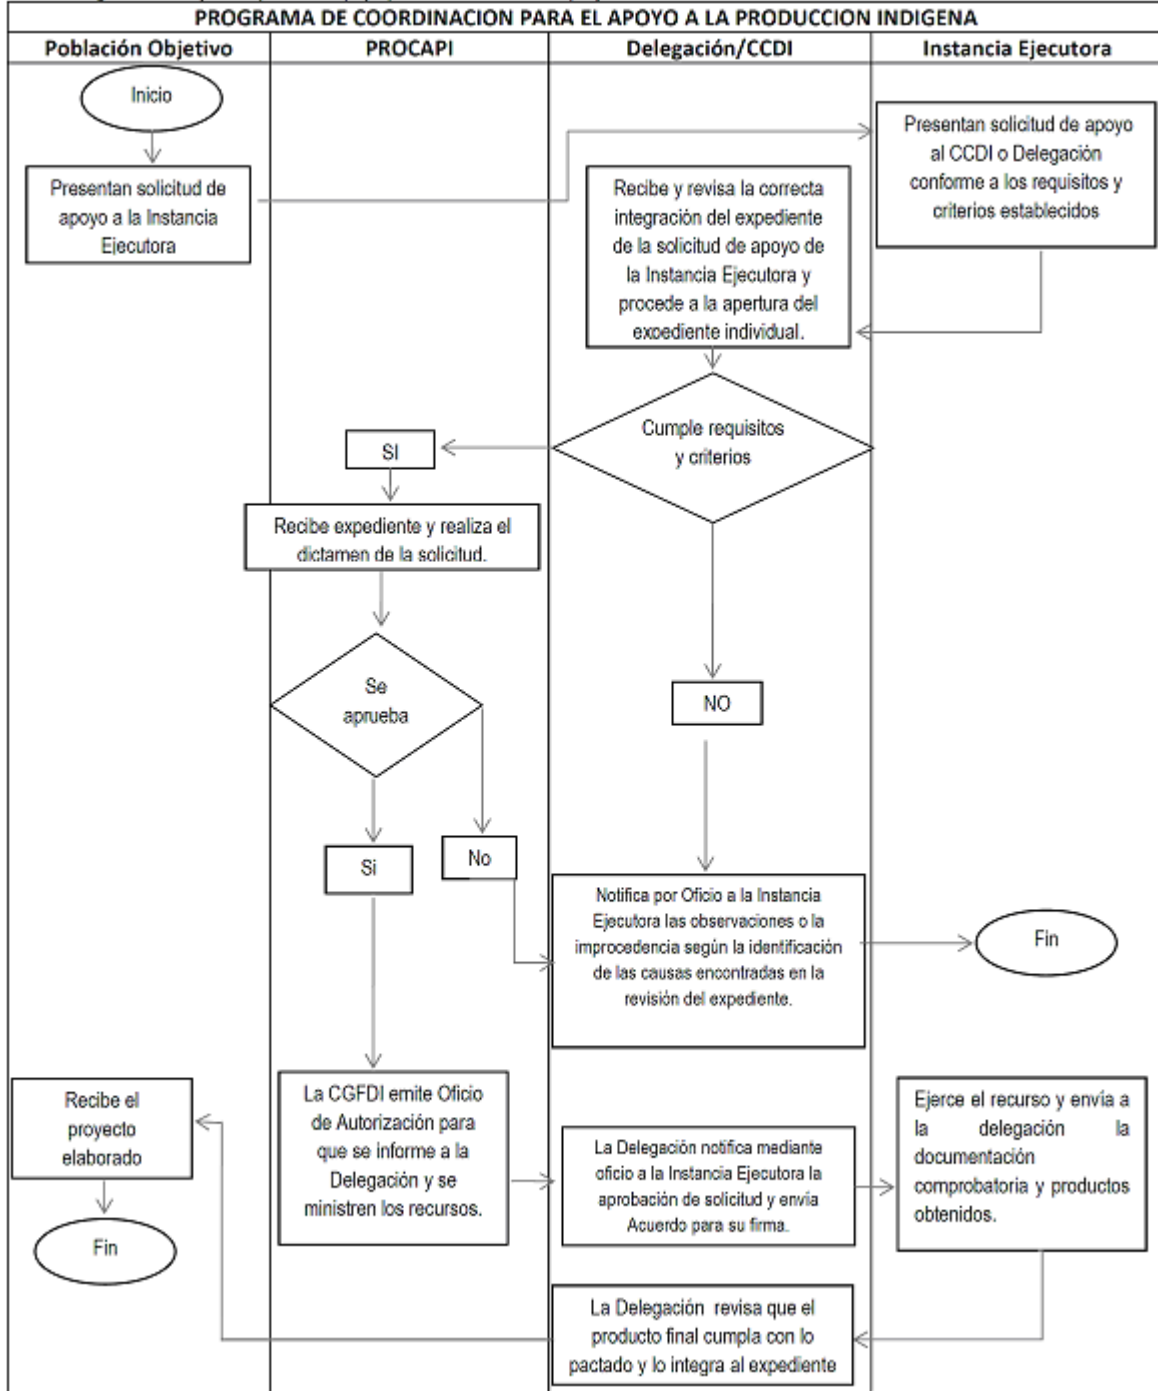 PROGRAMA DE COORDINACION PARA EL APOYO A LA PRODUCCION INDIGENA
Población Objetivo
PROCAPI
Delegación/CCDI
Instancia Ejecutora
Inicio
Presentan solicitud de
apoyo a la Instancia
Ejecutora
Presentan solicitud de apoyo
al CCDI o Delegación
conforme a los requisitos y
criterios establecidos
Recibe y revisa la correcta
integración del expediente
de la solicitud de apoyo de
la Instancia Ejecutora y
procede a la apertura del
expediente individual.
Cumple requisitos
y criterios
SI
Recibe expediente y realiza el
dictamen de la solicitud.
Se
aprueba
NO
Si
No
Notifica por Oficio a la Instancia
Ejecutora las observaciones o la
improcedencia según la identificación
de las causas encontradas en la
revisión del expediente.
Fin
La CGFDI emite Oficio
de Autorización para
que se informe a la
Delegación y se
ministren los recursos.
La Delegación notifica mediante
oficio a la Instancia Ejecutora la
aprobación de solicitud y envía
Acuerdo para su firma.
Ejerce el recurso y envía a
la delegación la
documentación
comprobatoria y productos
obtenidos.
La Delegación revisa que el
producto final cumpla con lo
pactado y lo integra al expediente
Recibe el
proyecto
elaborado
Fin